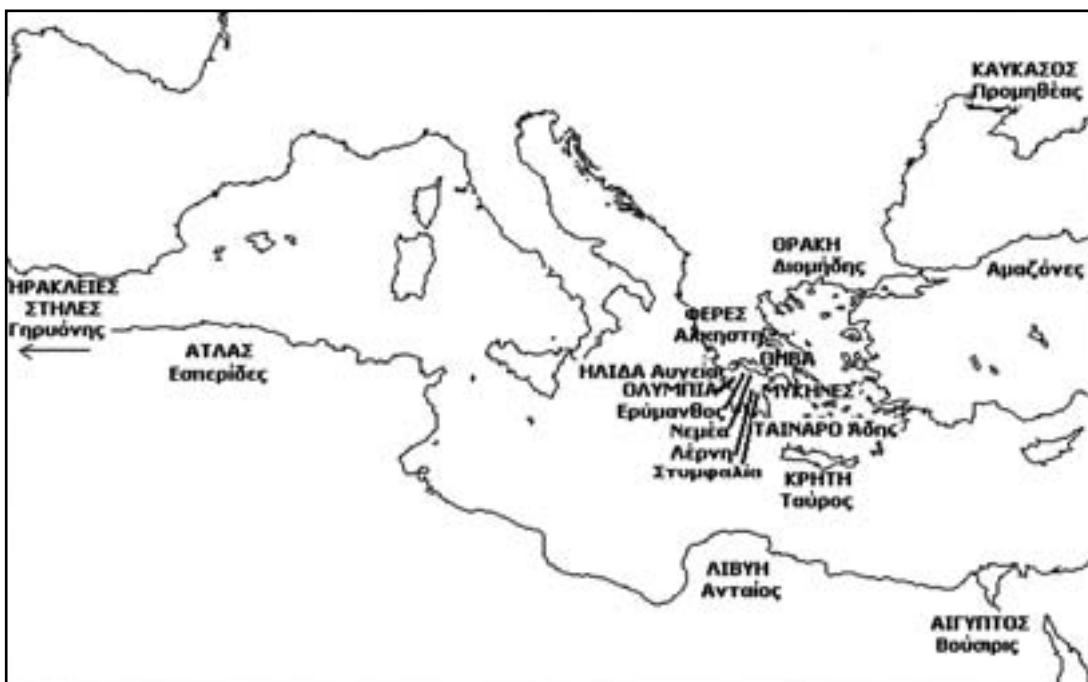 ΚΑΥΚΑΣΟΣ
Προμηθέας
ΘΡΑΚΗ
Διομήδης
Αμαζόνες
ΗΡΑΚΛΕΙΕΣ
ΣΤΗΛΕΣ
Γηρυόνης
ΑΤΛΑΣ
Εσπερίδες
ΦΕΡΕΣ
Αλκηστη
ΘΗΒΑ
ΗΛΙΔΑ Αυγείας
ΟΛΥΜΠΙΑ
ΜΥΚΗΝΕΣ
Ερύμανθος
Νεμέα
ΤΑΙΝΑΡΟ Άδης
Λέρνη
Στυμφαλία
ΚΡΗΤΗ
Ταύρος
ΛΙΒΥΗ
Ανταίος
ΑΙΓΥΠΤΟΣ
Βούσιρις